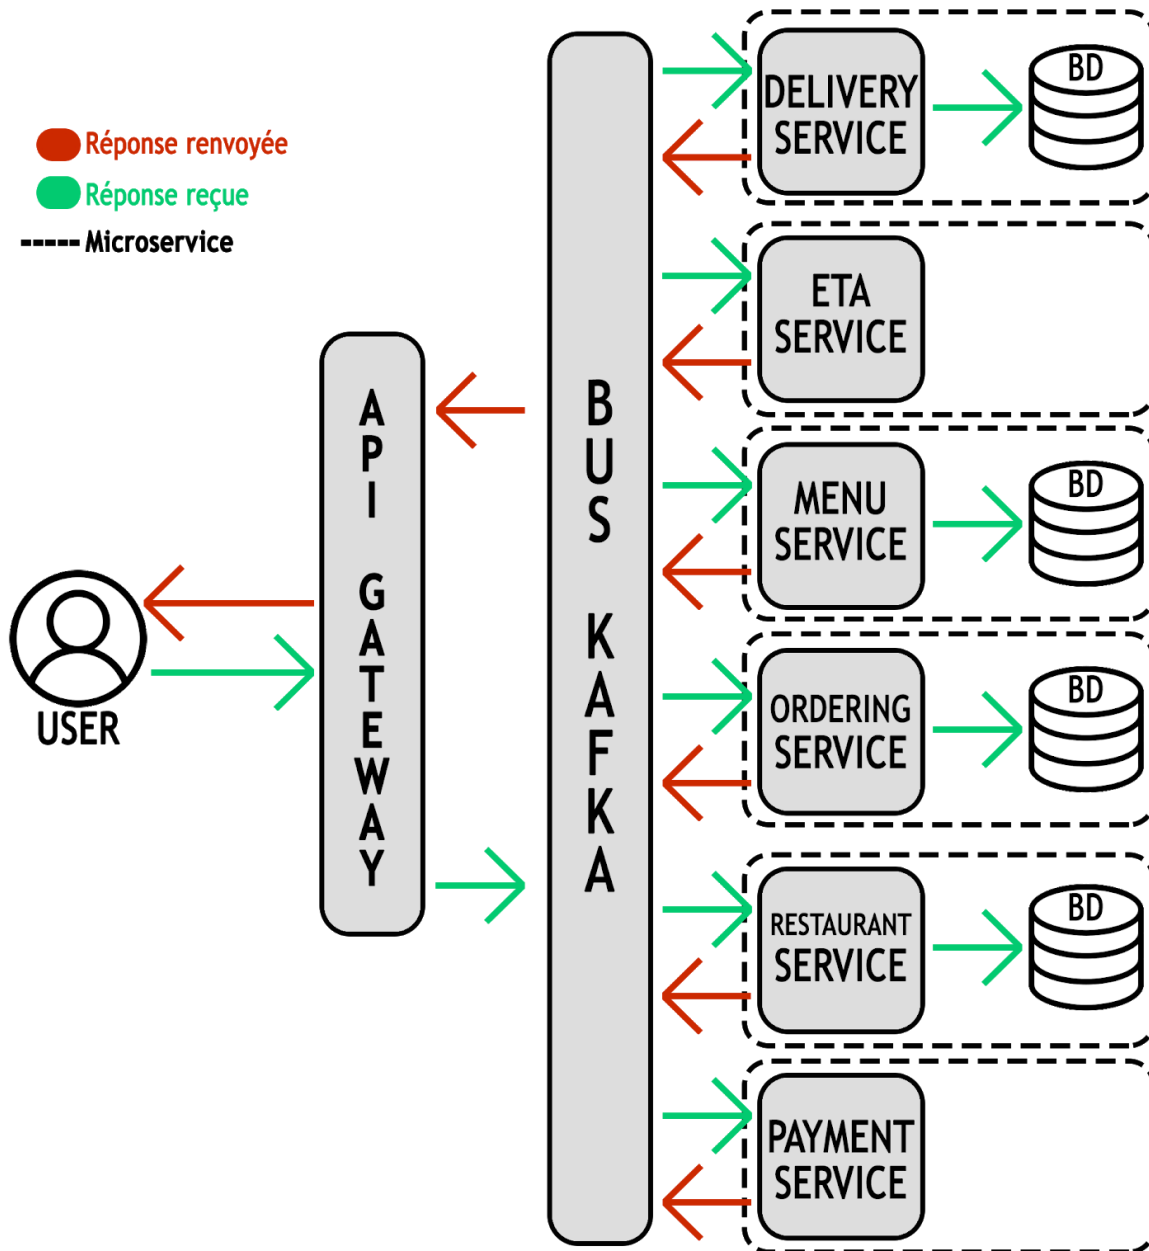 Réponse renvoyée
Réponse reçue
Microservice
USER
API GATEWAY
BUS KAFKA
DELIVERY
SERVICE
BD
ETA
SERVICE
MENU
SERVICE
BD
ORDERING
SERVICE
BD
RESTAURANT
SERVICE
BD
PAYMENT
SERVICE